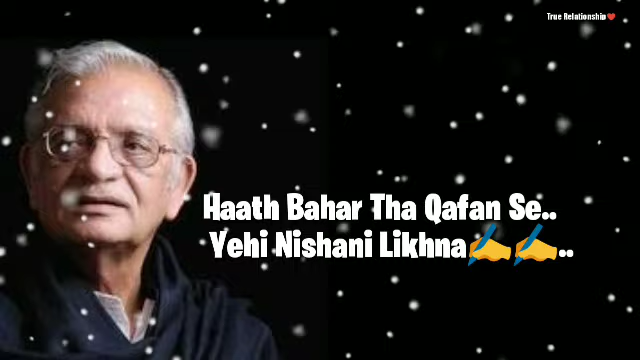 True Relationship❤️
Haath Bahar Tha Qafan Se..
Yehi Nishani Likhna✍️✍️..